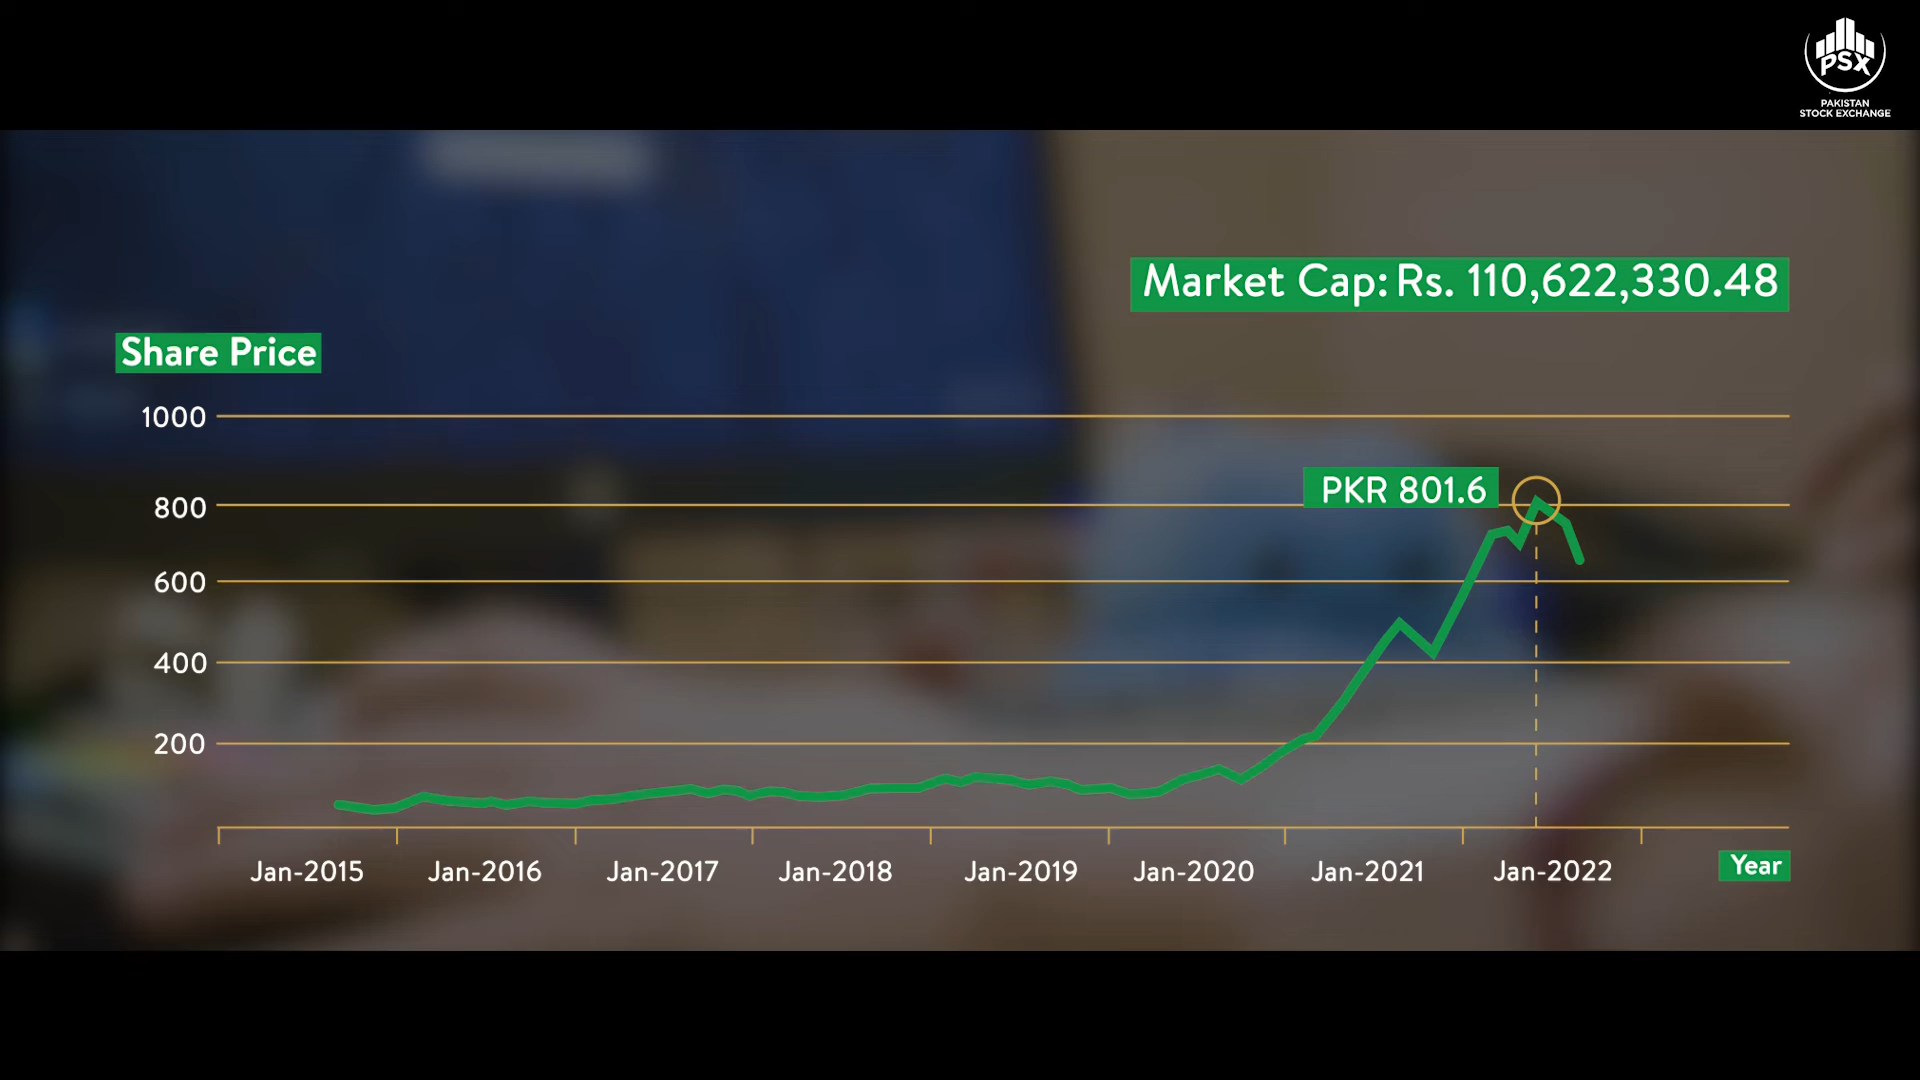 PSX
PAKISTAN
STOCK EXCHANGE
Market Cap: Rs. 110,622,330.48
Share Price
1000
PKR 801.6
800
600
400
200
Jan-2015 Jan-2016 Jan-2017 Jan-2018 Jan-2019 Jan-2020 Jan-2021 Jan-2022 Year